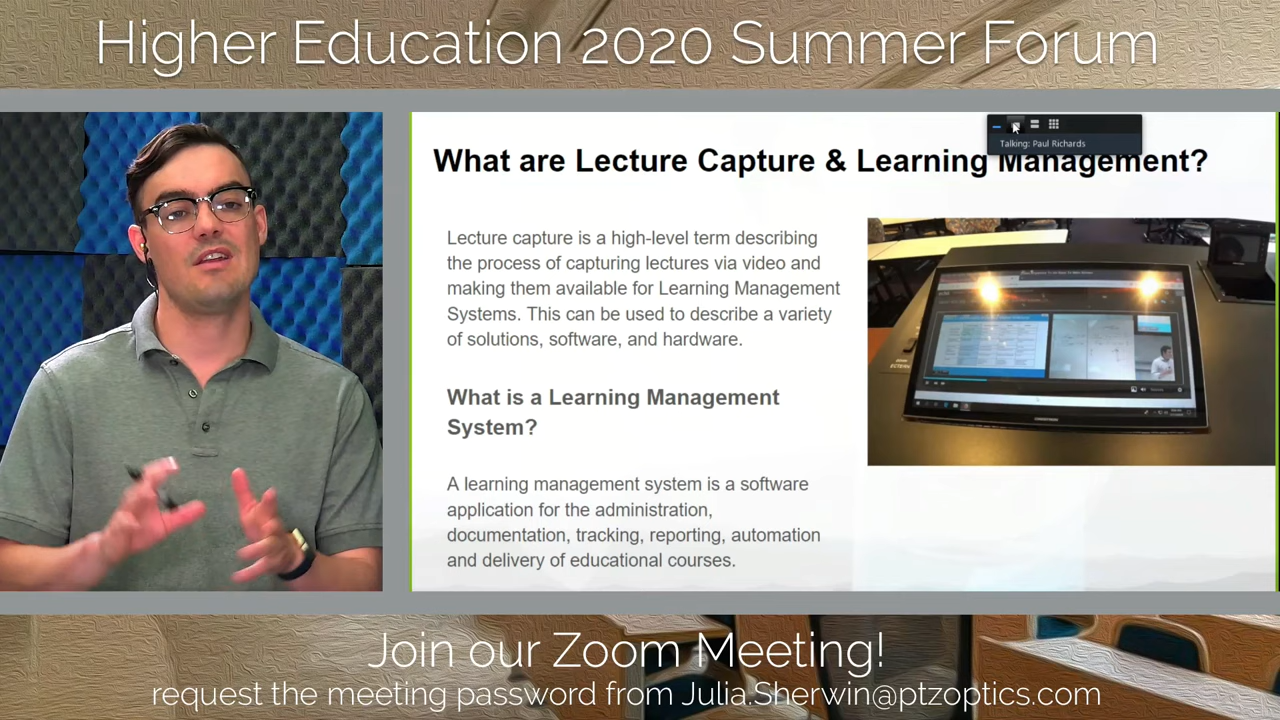 Higher Education 2020 Summer Forum
Talking: Paul Richards
What are Lecture Capture & Learning Management?
Lecture capture is a high-level term describing
the process of capturing lectures via video and
making them available for Learning Management
Systems. This can be used to describe a variety
of solutions, software, and hardware.
What is a Learning Management
System?
A learning management system is a software
application for the administration,
documentation, tracking, reporting, automation
and delivery of educational courses.
Join our Zoom Meeting!
request the meeting password from Julia.Sherwin@ptzoptics.com